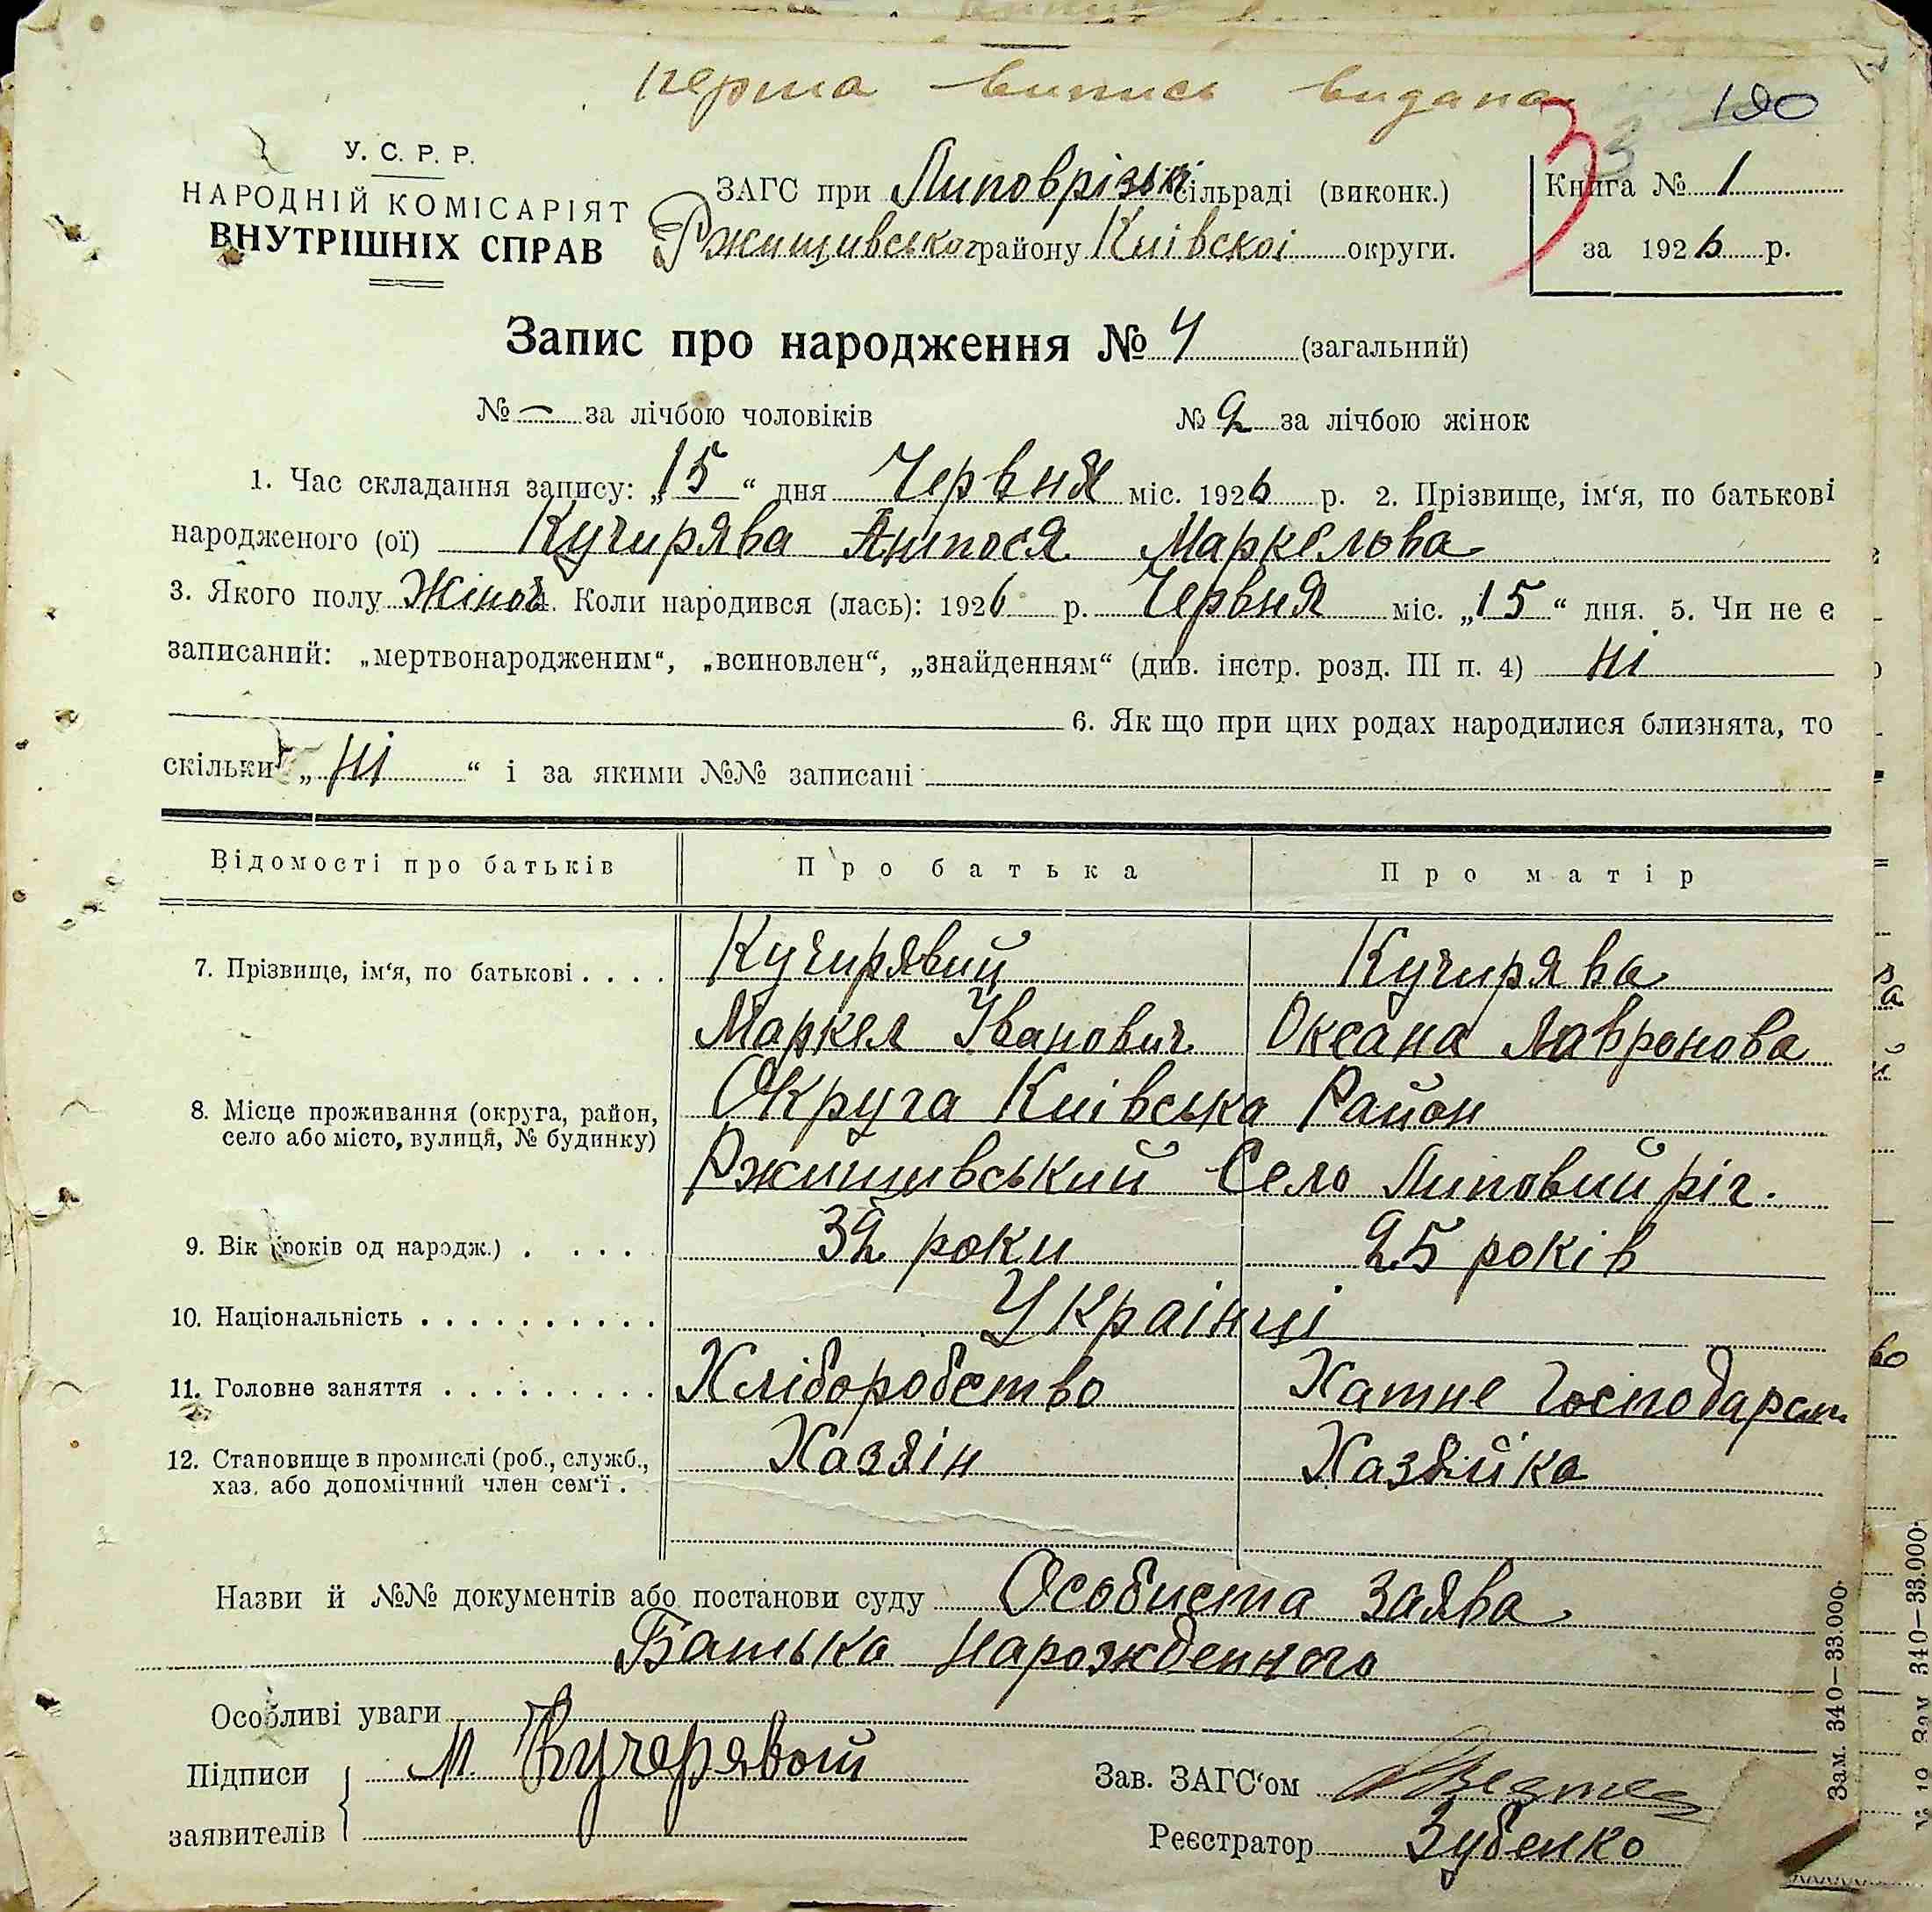 перша випись видана
190
3
У. С. Р. Р.
НАРОДНІЙ КОМІСАРІЯТ
ВНУТРІШНІХ СПРАВ
ЗАГС при Липоврізькі сільраді (виконк.)
Ржищивського району Київскої округи.
Книга № 1
за 1926 р.
Запис про народження № 4 (загальний)
№ — за лічбою чоловіків № 2 за лічбою жінок
1. Час складання запису: „15“ дня Червня міс. 1926 р. 2. Прізвище, ім‘я, по батькові
народженого (ої) Кучирява Антося Маркелова
3. Якого полу Жіноч. 4. Коли народився (лась): 1926 р. Червня міс. „15“ дня. 5. Чи не є
записаний: „мертвонародженим“, „всиновлен“, „знайденням“ (див. інстр. розд. III п. 4) ні
6. Як що при цих родах народилися близнята, то
скільки „ні“ і за якими №№ записані
Відомості про батьків Про батька Про матір
7. Прізвище, ім‘я, по батькові . . . . Кучирявий Кучирява
Маркел Іванович Оксана Лавронова
8. Місце проживання (округа, район, Округа Київська Район
село або місто, вулиця, № будинку) Ржищивський Село Липовий ріг.
9. Вік (років од народж.) . . . . . 32 роки 25 років
10. Національність . . . . . . . . . . Українці
11. Головне заняття . . . . . . . . . Хліборобство Хатне Господарст
12. Становище в промислі (роб., служб., Хазяін Хазяйка
хаз. або допомічний член сем‘ї .
Назви й №№ документів або постанови суду Особиста заява
Батька нарожденного
Особливі уваги
Підписи М. Кучерявой
заявителів
Зав. ЗАГС‘ом
Реєстратор Зубенко
Зам. 340—33.000.